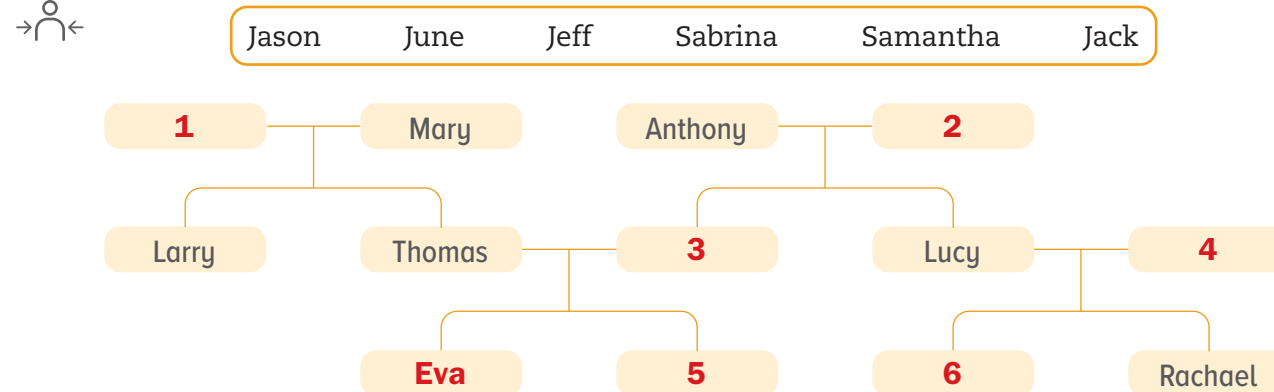 Jason June Jeff Sabrina Samantha Jack
1 Mary Anthony 2
Larry Thomas 3 Lucy 4
Eva 5 6 Rachael